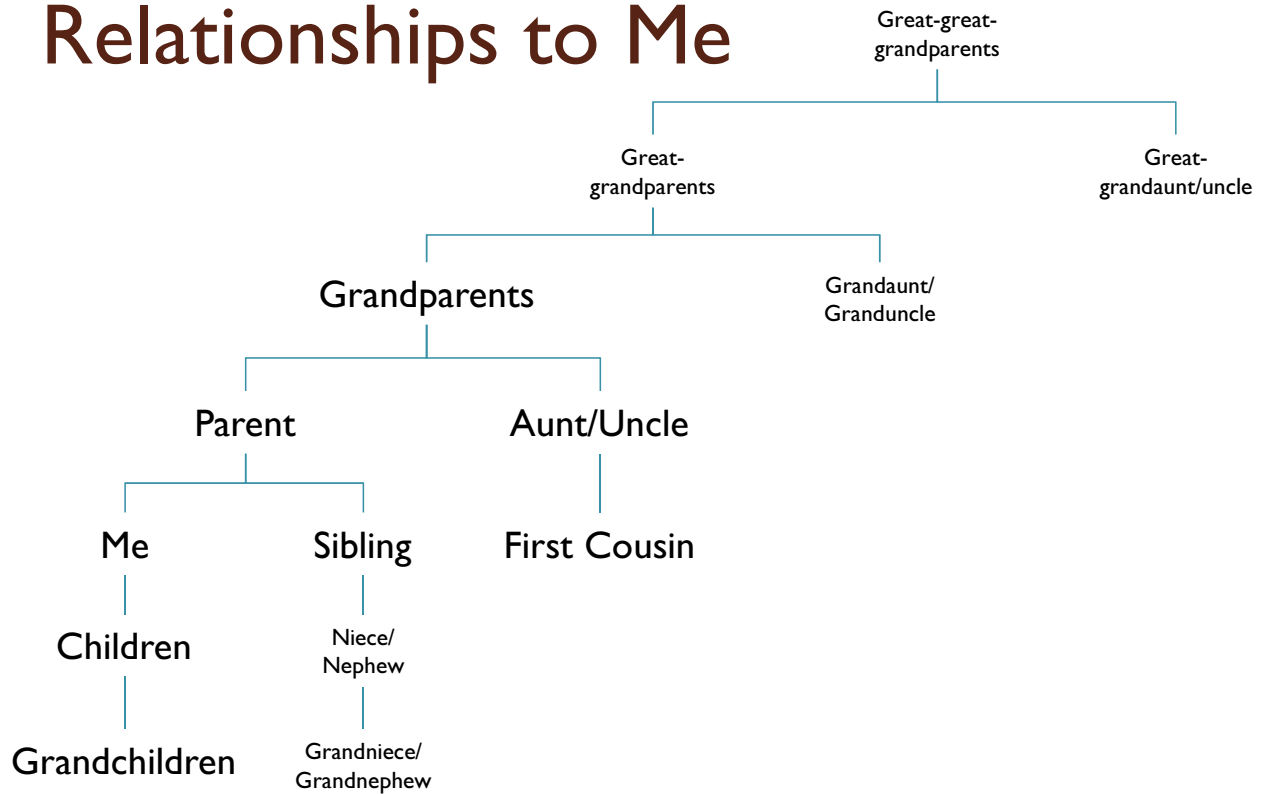 Relationships to Me
Great-great-
grandparents
Great-
grandparents
Great-
grandaunt/uncle
Grandparents
Grandaunt/
Granduncle
Parent
Aunt/Uncle
Me
Sibling
First Cousin
Children
Niece/
Nephew
Grandchildren
Grandniece/
Grandnephew